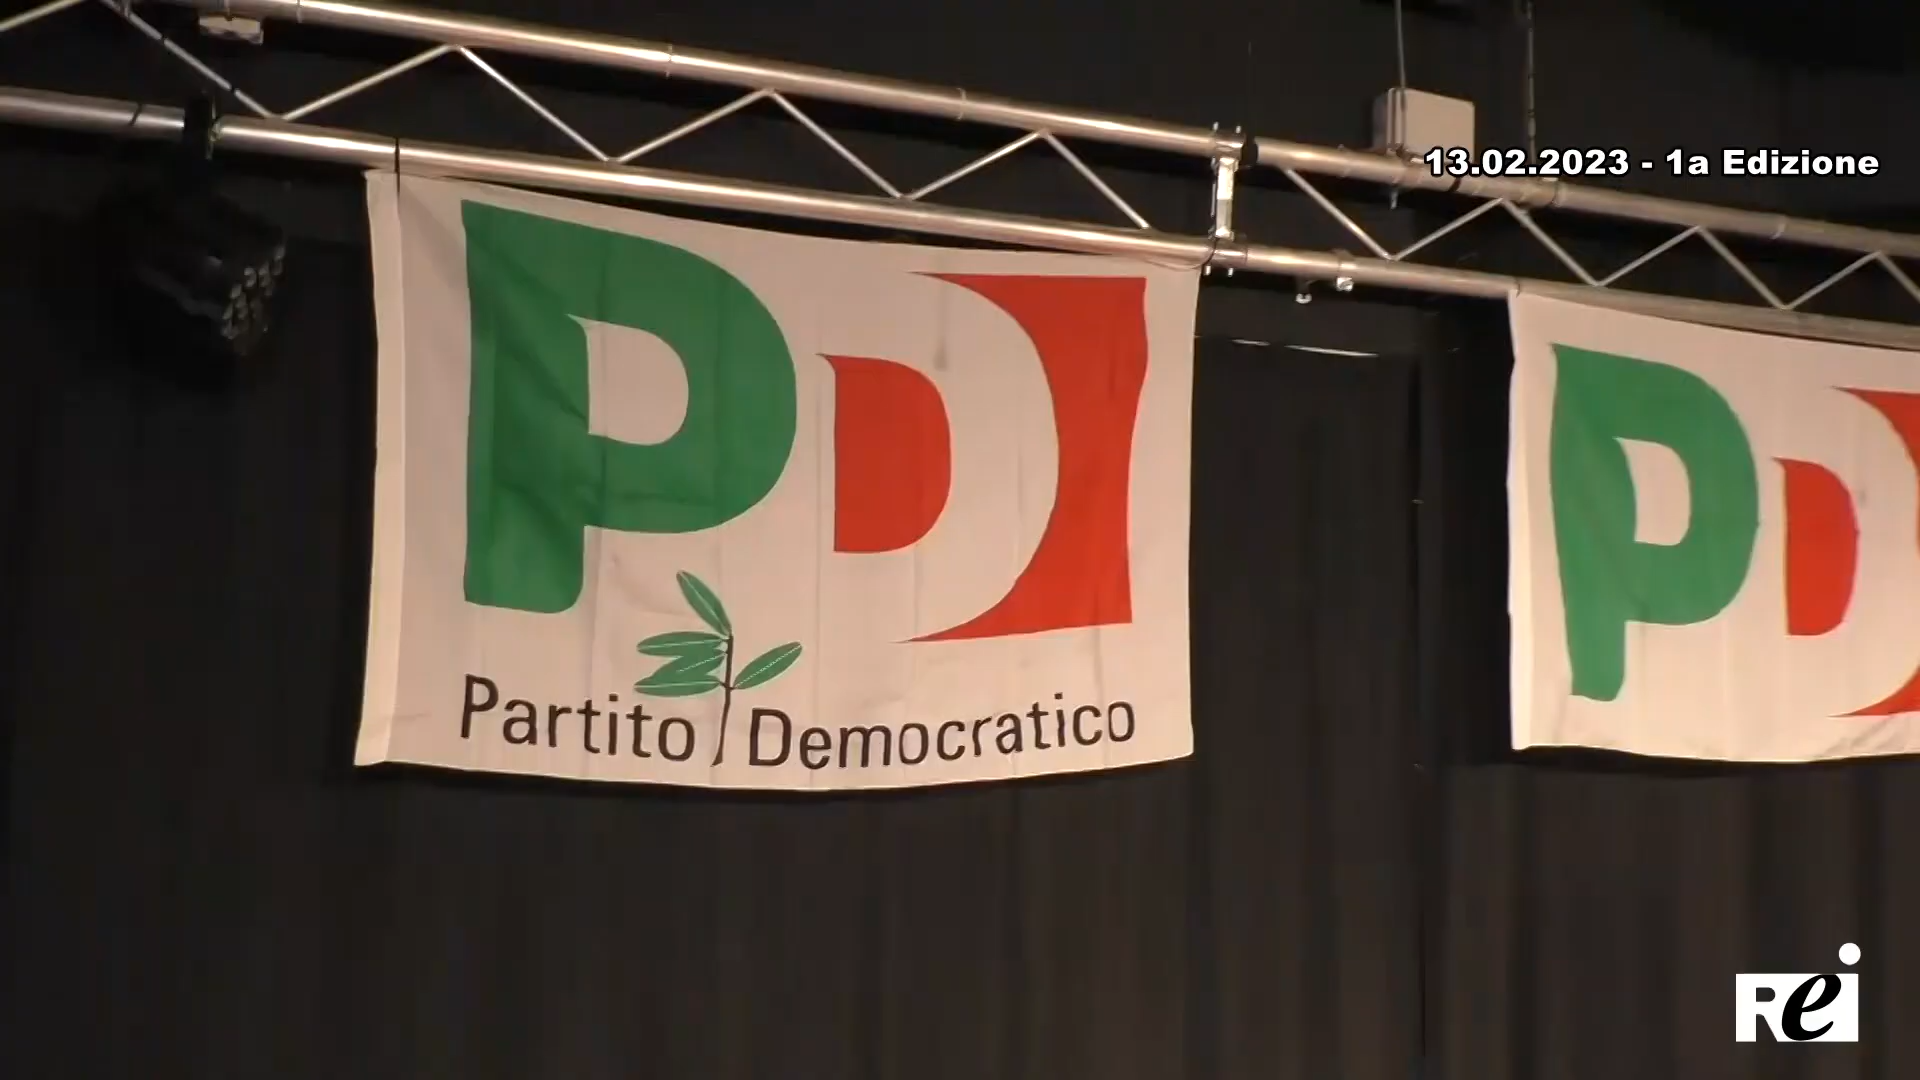 13.02.2023 - 1a Edizione
PD
Partito Democratico
PD
Rei